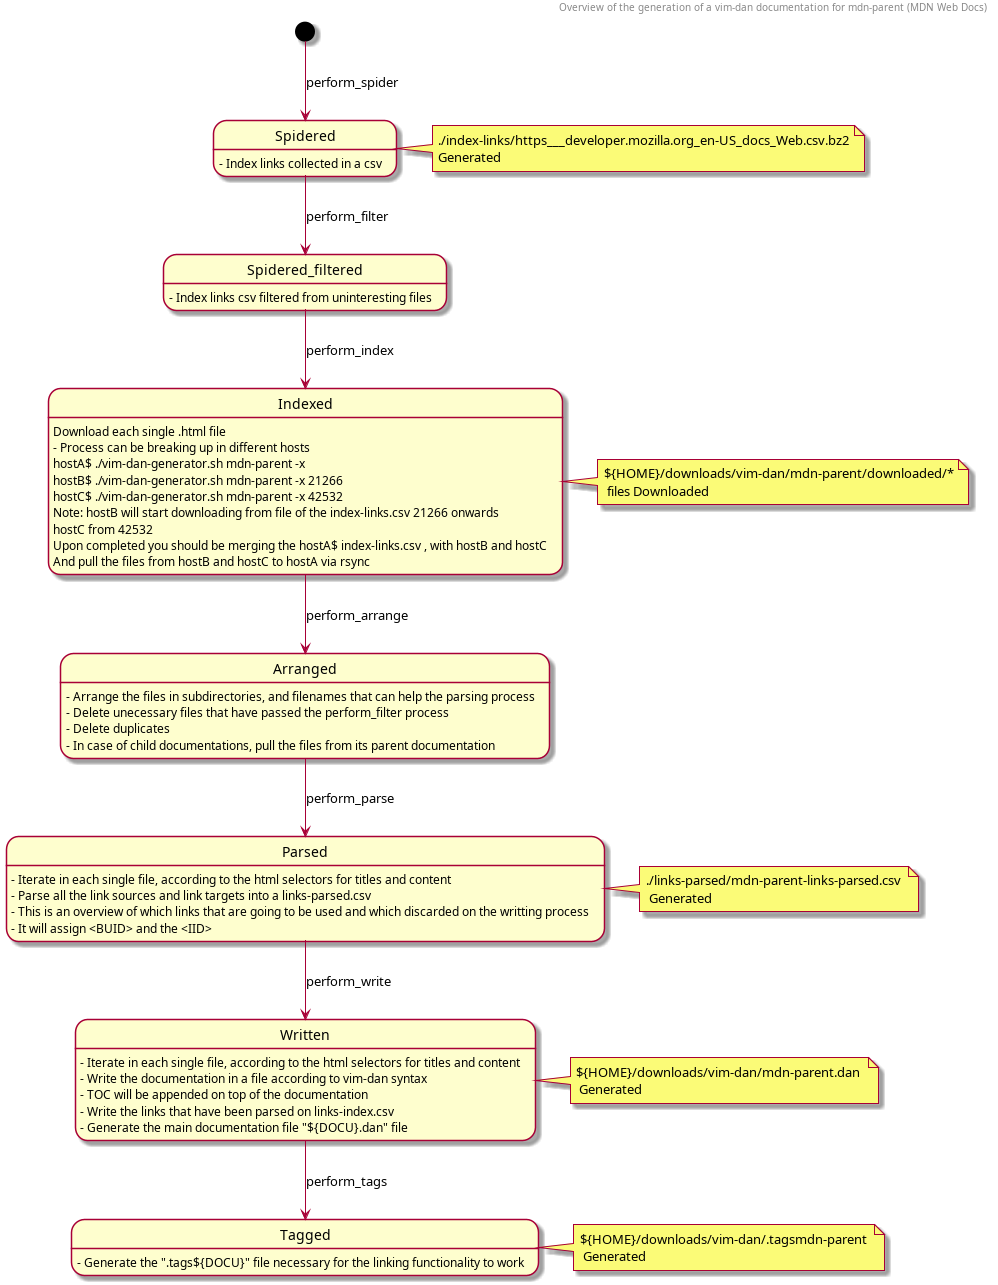 Overview of the generation of a vim-dan documentation for mdn-parent (MDN Web Docs)
perform_spider
Spidered
- Index links collected in a csv
./index-links/https___developer.mozilla.org_en-US_docs_Web.csv.bz2
Generated
perform_filter
Spidered_filtered
- Index links csv filtered from uninteresting files
perform_index
Indexed
Download each single .html file
- Process can be breaking up in different hosts
hostA$ ./vim-dan-generator.sh mdn-parent -x
hostB$ ./vim-dan-generator.sh mdn-parent -x 21266
hostC$ ./vim-dan-generator.sh mdn-parent -x 42532
Note: hostB will start downloading from file of the index-links.csv 21266 onwards
hostC from 42532
Upon completed you should be merging the hostA$ index-links.csv , with hostB and hostC
And pull the files from hostB and hostC to hostA via rsync
${HOME}/downloads/vim-dan/mdn-parent/downloaded/*
files Downloaded
perform_arrange
Arranged
- Arrange the files in subdirectories, and filenames that can help the parsing process
- Delete unecessary files that have passed the perform_filter process
- Delete duplicates
- In case of child documentations, pull the files from its parent documentation
perform_parse
Parsed
- Iterate in each single file, according to the html selectors for titles and content
- Parse all the link sources and link targets into a links-parsed.csv
- This is an overview of which links that are going to be used and which discarded on the writting process
- It will assign <BUID> and the <IID>
./links-parsed/mdn-parent-links-parsed.csv
Generated
perform_write
Written
- Iterate in each single file, according to the html selectors for titles and content
- Write the documentation in a file according to vim-dan syntax
- TOC will be appended on top of the documentation
- Write the links that have been parsed on links-index.csv
- Generate the main documentation file "${DOCU}.dan" file
${HOME}/downloads/vim-dan/mdn-parent.dan
Generated
perform_tags
Tagged
- Generate the ".tags${DOCU}" file necessary for the linking functionality to work
${HOME}/downloads/vim-dan/.tagsmdn-parent
Generated